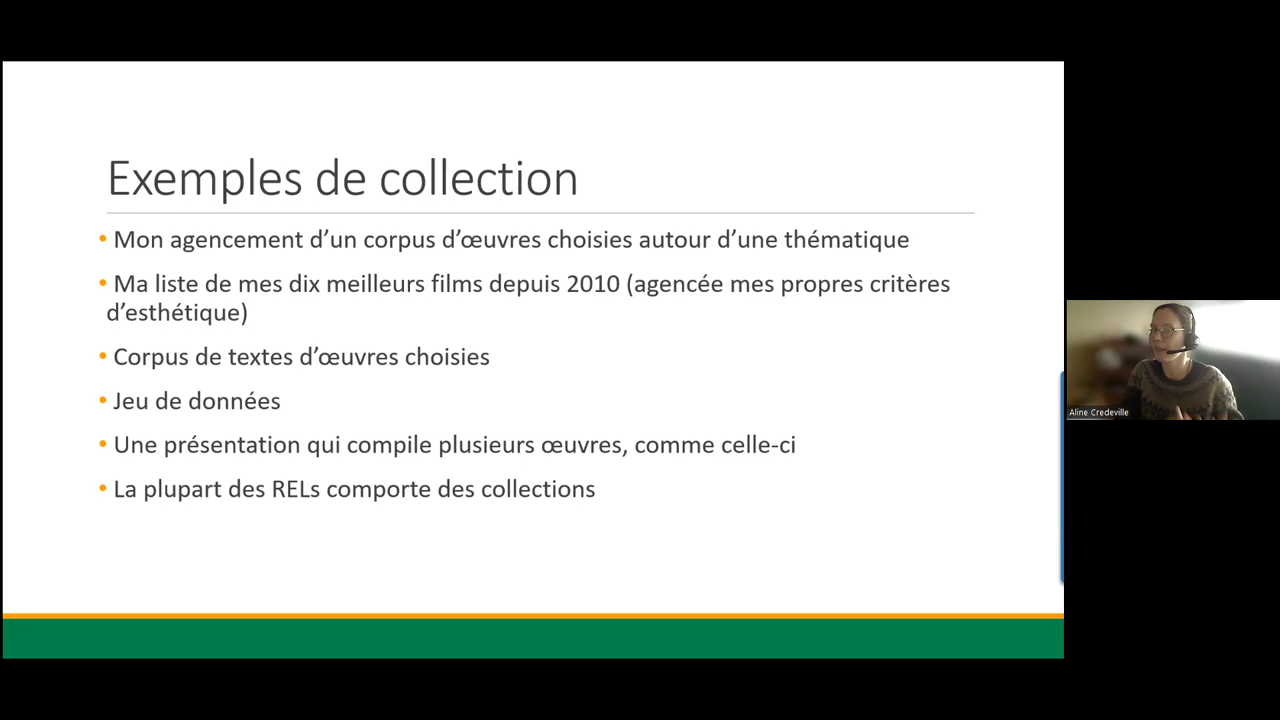 Exemples de collection
• Mon agencement d’un corpus d’œuvres choisies autour d’une thématique
• Ma liste de mes dix meilleurs films depuis 2010 (agencée mes propres critères
d’esthétique)
• Corpus de textes d’œuvres choisies
• Jeu de données
• Une présentation qui compile plusieurs œuvres, comme celle-ci
• La plupart des RELs comporte des collections
Aline Credeville